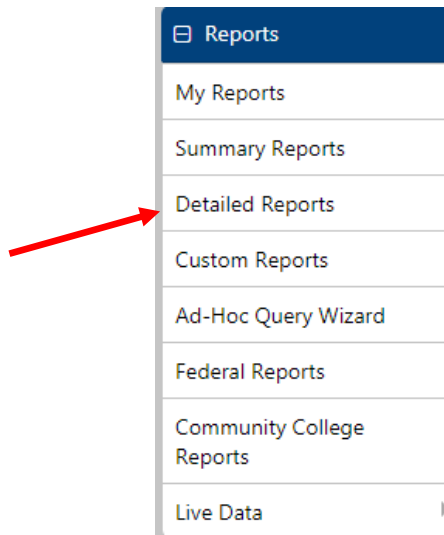 Reports
My Reports
Summary Reports
Detailed Reports
Custom Reports
Ad-Hoc Query Wizard
Federal Reports
Community College
Reports
Live Data